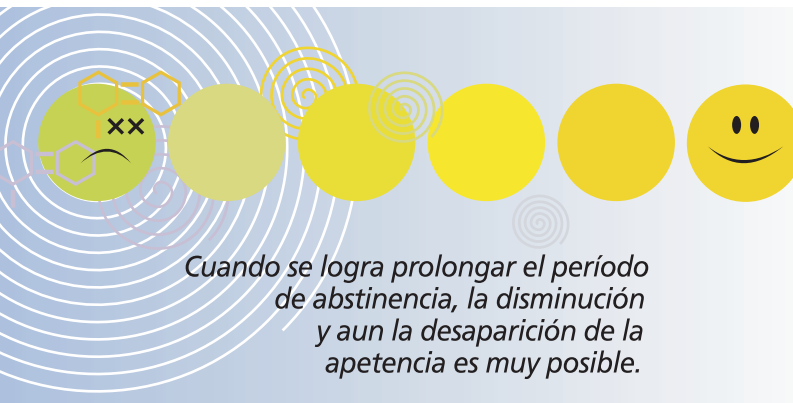 Cuando se logra prolongar el período
de abstinencia, la disminución
y aun la desaparición de la
apetencia es muy posible.